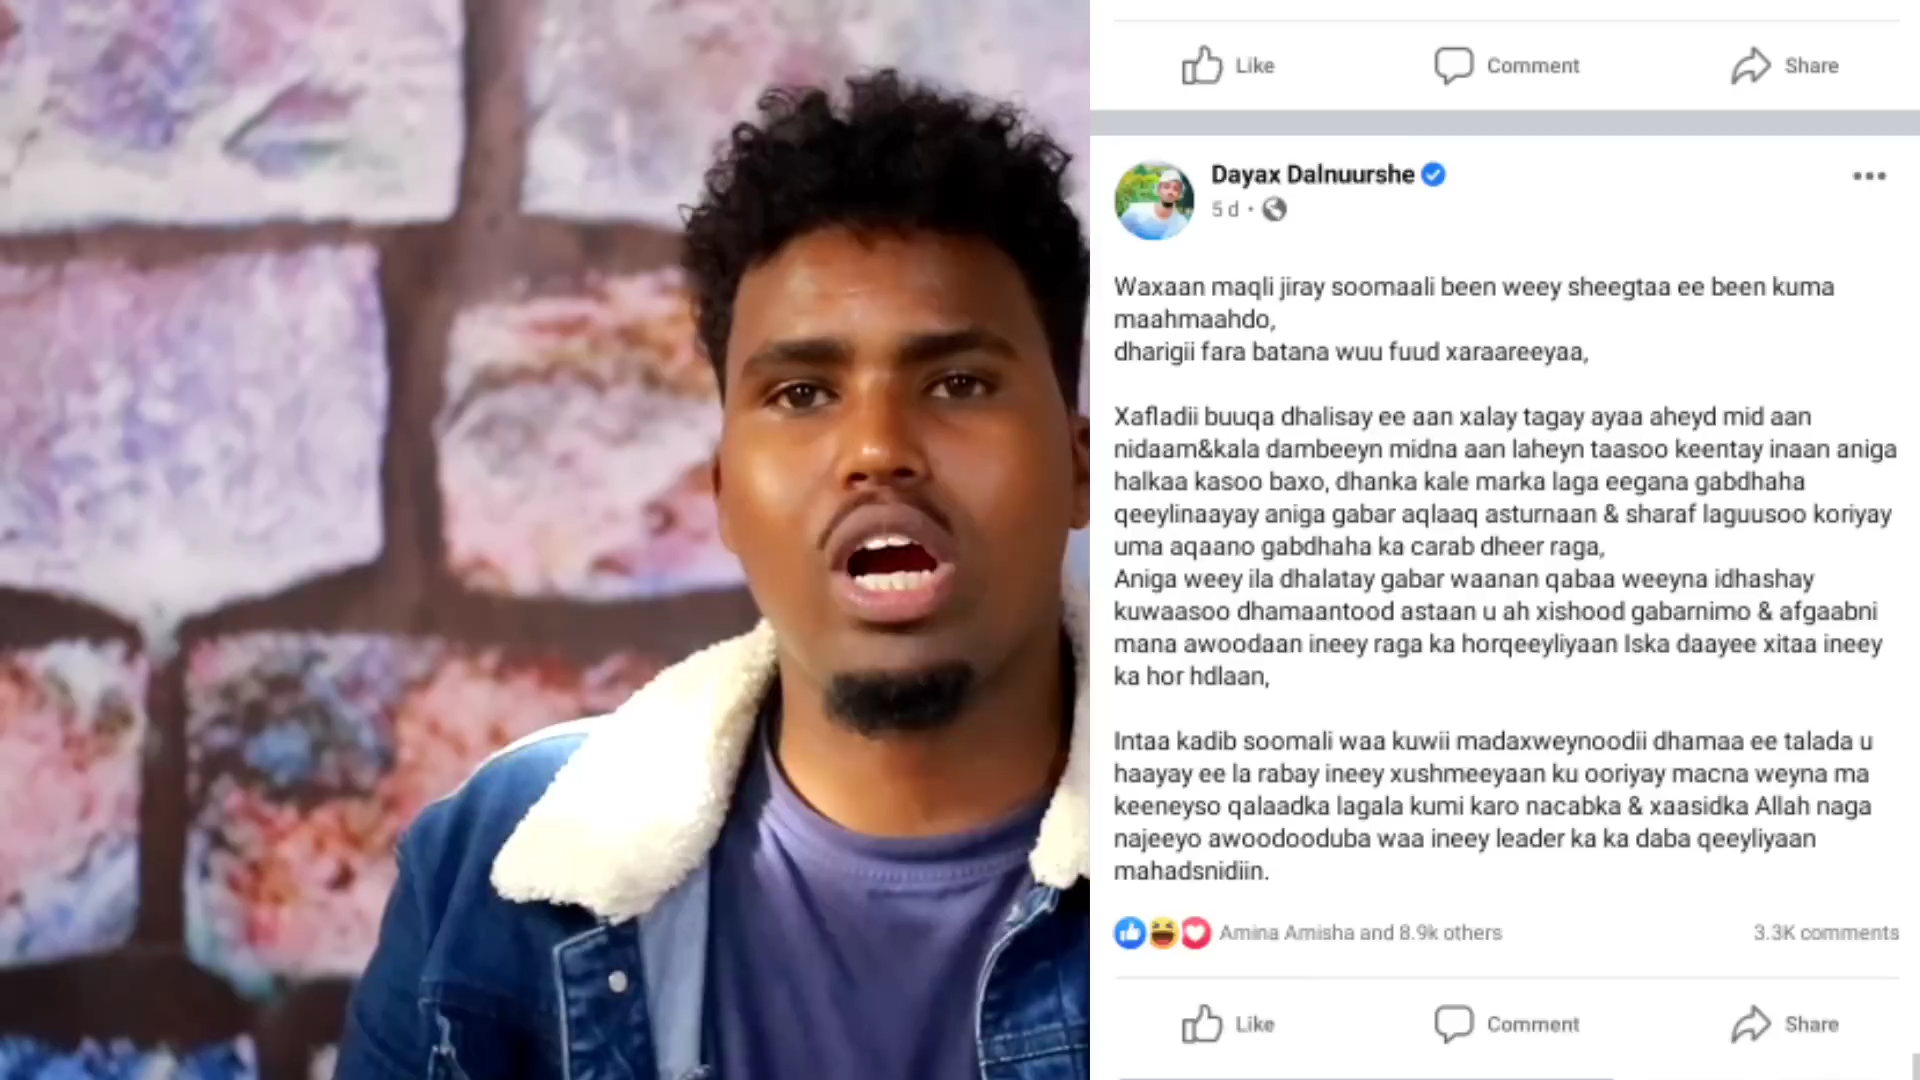 Like Comment Share
Dayax Dalnuurshe
5 d
Waxaan maqli jiray soomaali been weey sheegtaa ee been kuma
maahmaahdo,
dharigii fara batana wuu fuud xaraareeyaa,
Xafladii buuqa dhalisay ee aan xalay tagay ayaa aheyd mid aan
nidaam&kala dambeeyn midna aan laheyn taasoo keentay inaan aniga
halkaa kasoo baxo, dhanka kale marka laga eegana gabdhaha
qeeylinaayay aniga gabar aqlaaq asturnaan & sharaf laguusoo koriyay
uma aqaano gabdhaha ka carab dheer raga,
Aniga weey ila dhalatay gabar waanan qabaa weeyna idhashay
kuwaasoo dhamaantood astaan u ah xishood gabarnimo & afgaabni
mana awoodaan ineey raga ka horqeeyliyaan Iska daayee xitaa ineey
ka hor hdlaan,
Intaa kadib soomali waa kuwii madaxweynoodii dhamaa ee talada u
haayay ee la rabay ineey xushmeeyaan ku ooriyay macna weyna ma
keeneyso qalaadka lagala kumi karo nacabka & xaasidka Allah naga
najeeyo awoodooduba waa ineey leader ka ka daba qeeyliyaan
mahadsnidiin.
Amina Amisha and 8.9k others 3.3K comments
Like Comment Share